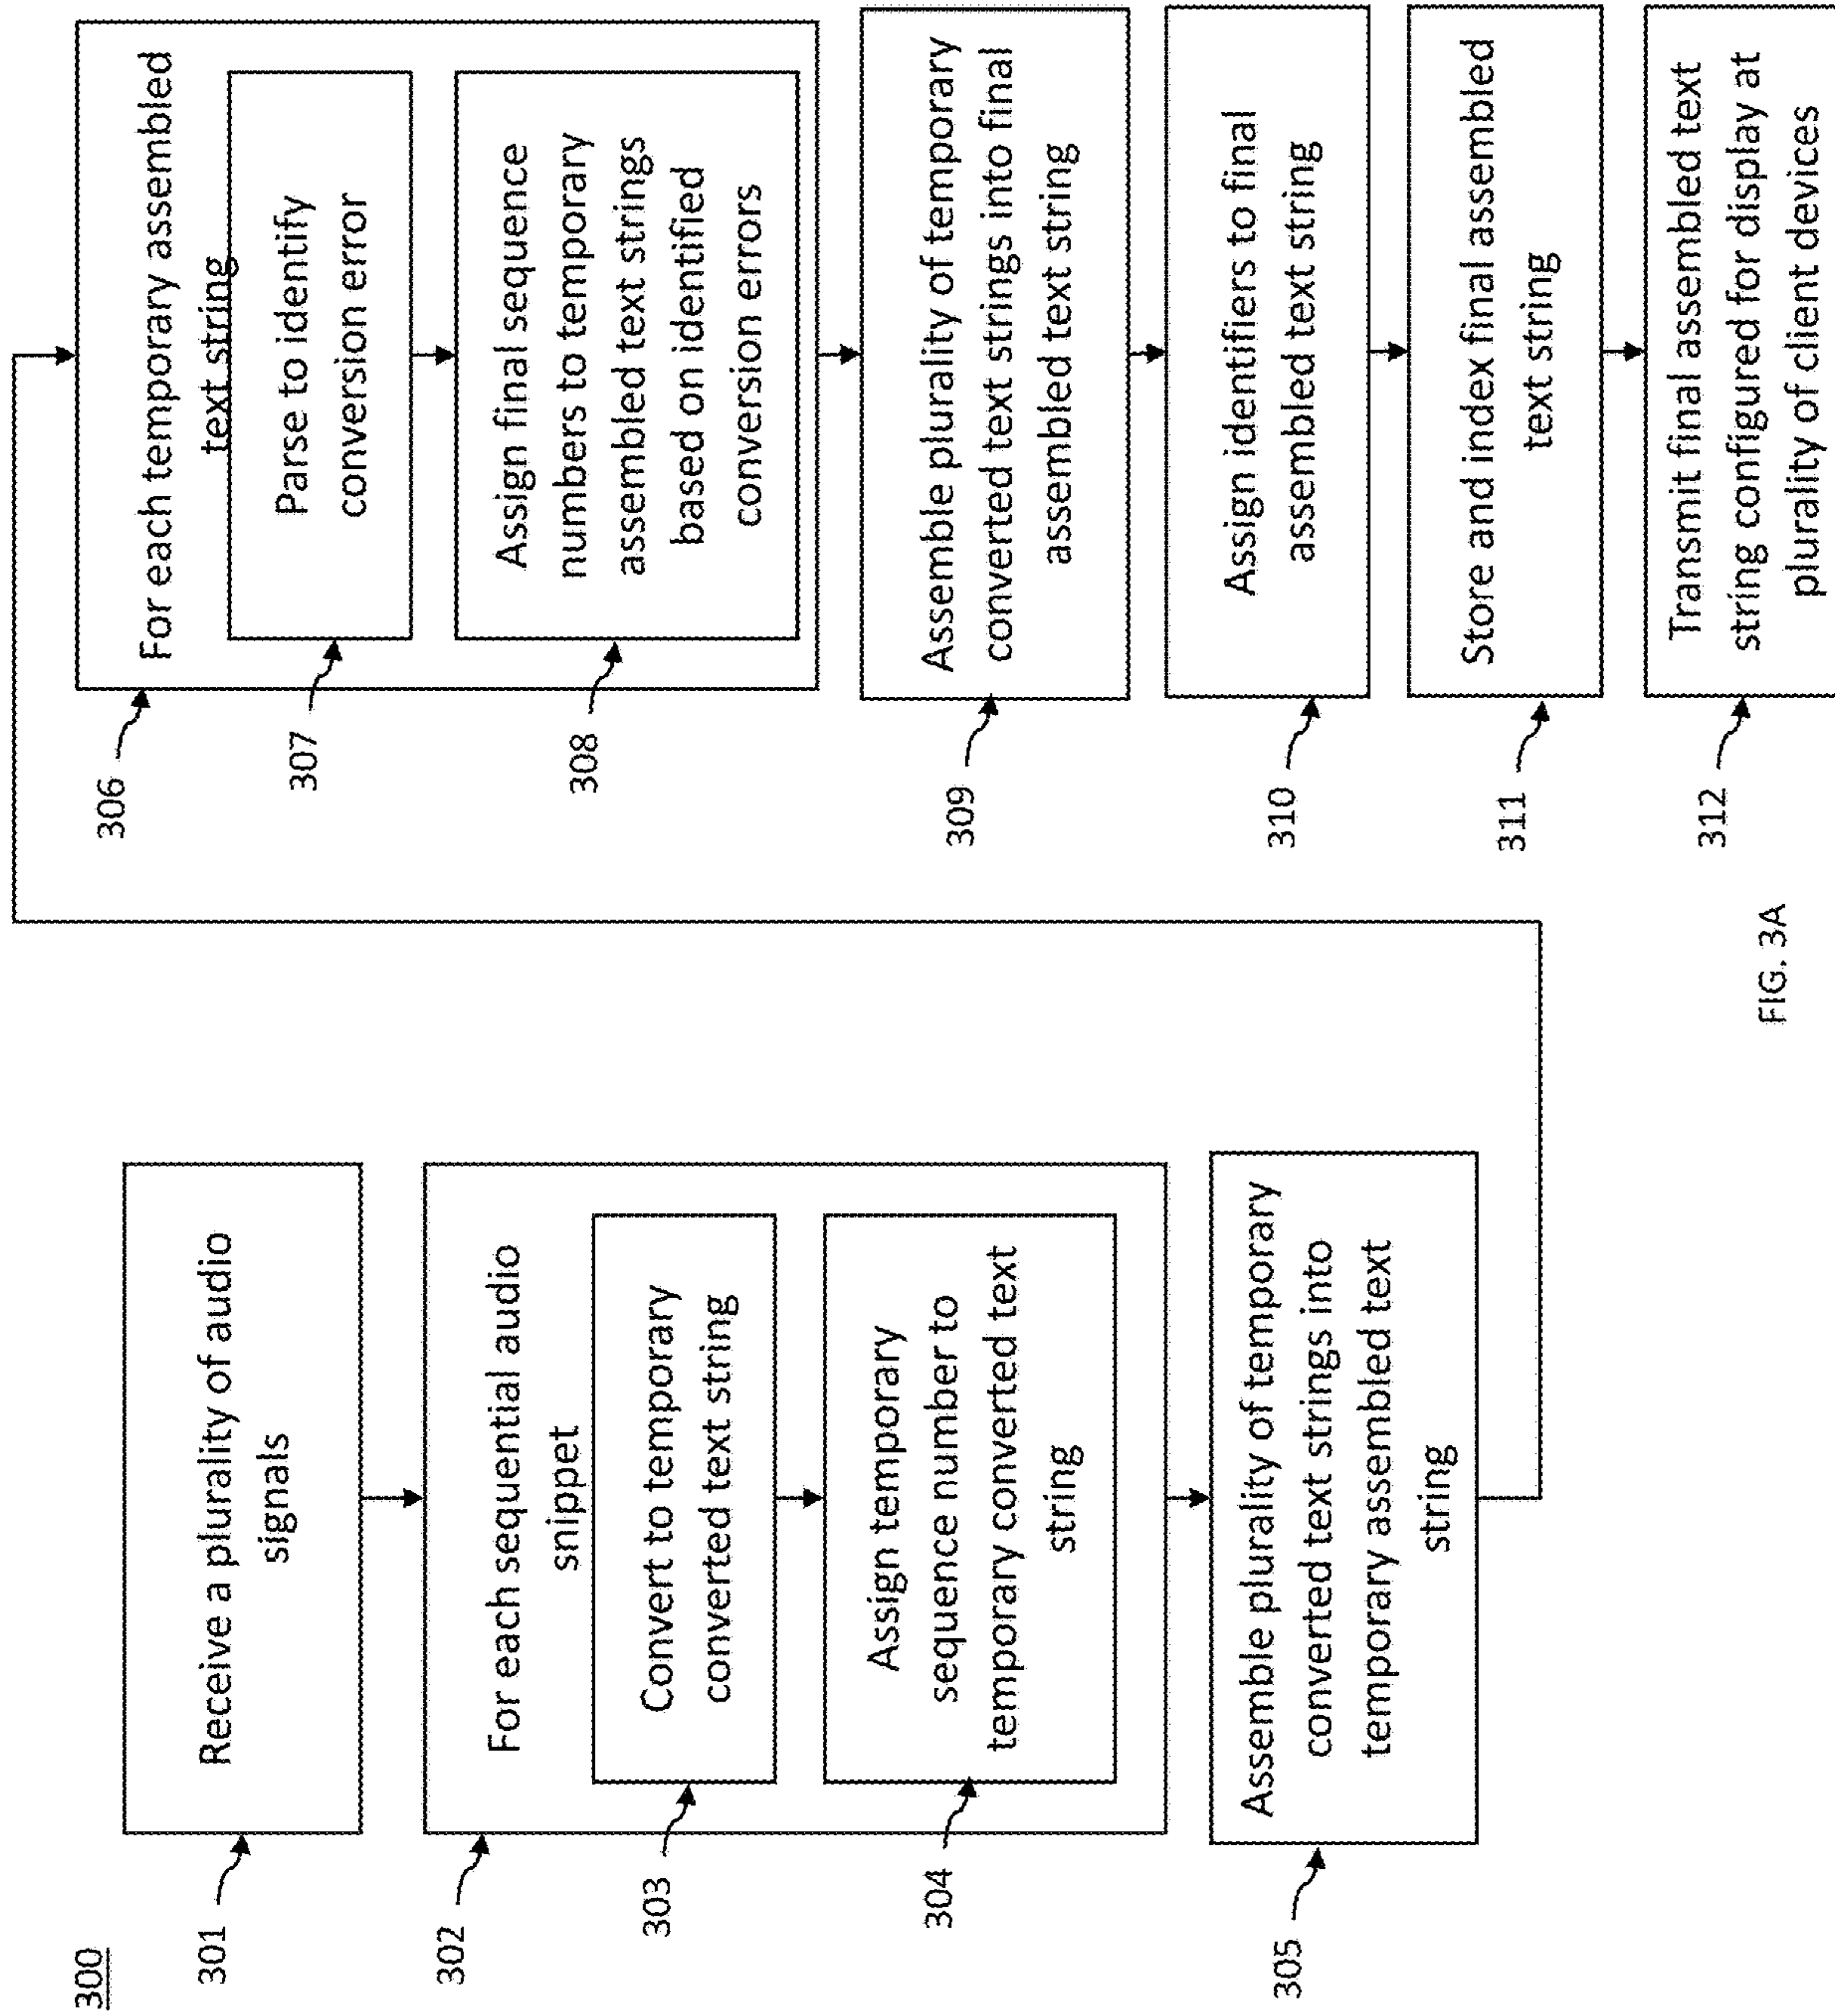 300
301
Receive a plurality of audio
signals
302
For each sequential audio
snippet
303
Convert to temporary
converted text string
304
Assign temporary
sequence number to
temporary converted text
string
305
Assemble plurality of temporary
converted text strings into
temporary assembled text
string
306
For each temporary assembled
text string
307
Parse to identify
conversion error
308
Assign final sequence
numbers to temporary
assembled text strings
based on identified
conversion errors
309
Assemble plurality of temporary
converted text strings into final
assembled text string
310
Assign identifiers to final
assembled text string
311
Store and index final assembled
text string
312
Transmit final assembled text
string configured for display at
plurality of client devices
FIG. 3A